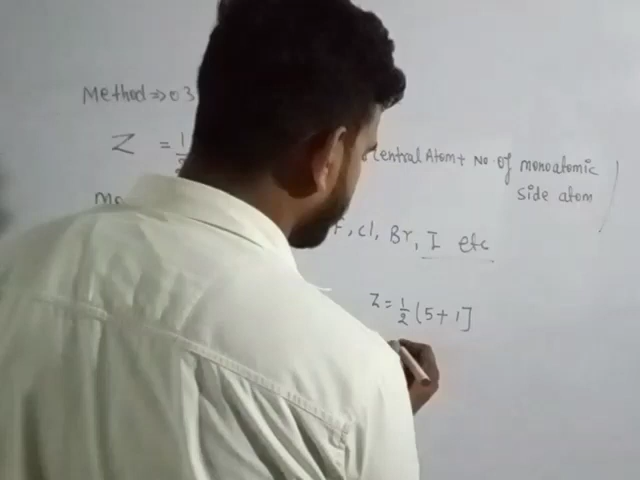 Method ⇒ 03
Z = 1
Central Atom + No. Of monoatomic
side atom )
F, Cl, Br, I etc
Z = 1/2 (5+1]